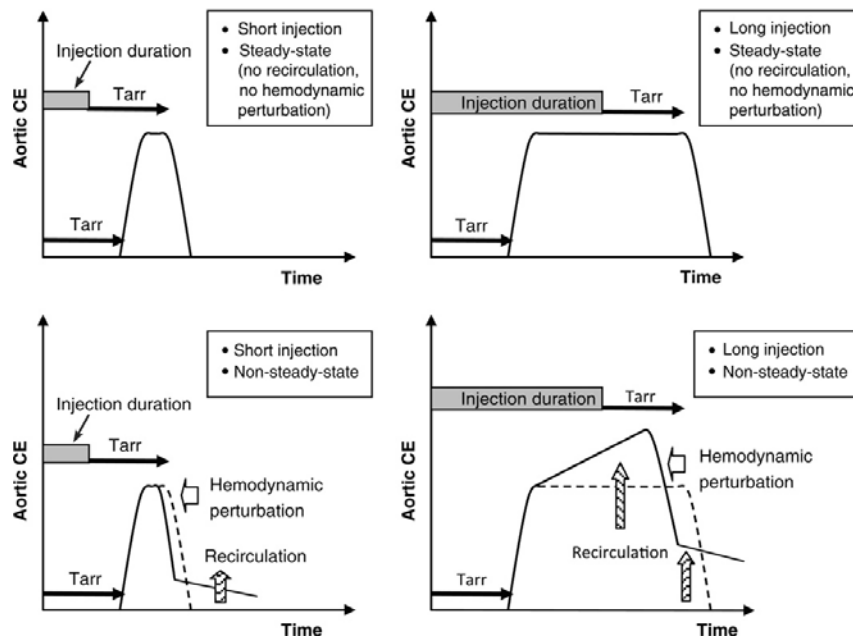 • Short injection
• Steady-state
(no recirculation,
no hemodynamic
perturbation)
Injection duration
Tarr
Aortic CE
Tarr
Time
• Long injection
• Steady-state
(no recirculation,
no hemodynamic
perturbation)
Injection duration
Tarr
Aortic CE
Tarr
Time
• Short injection
• Non-steady-state
Injection duration
Tarr
Aortic CE
Hemodynamic
perturbation
Recirculation
Tarr
Time
• Long injection
• Non-steady-state
Injection duration
Tarr
Aortic CE
Hemodynamic
perturbation
Recirculation
Tarr
Time